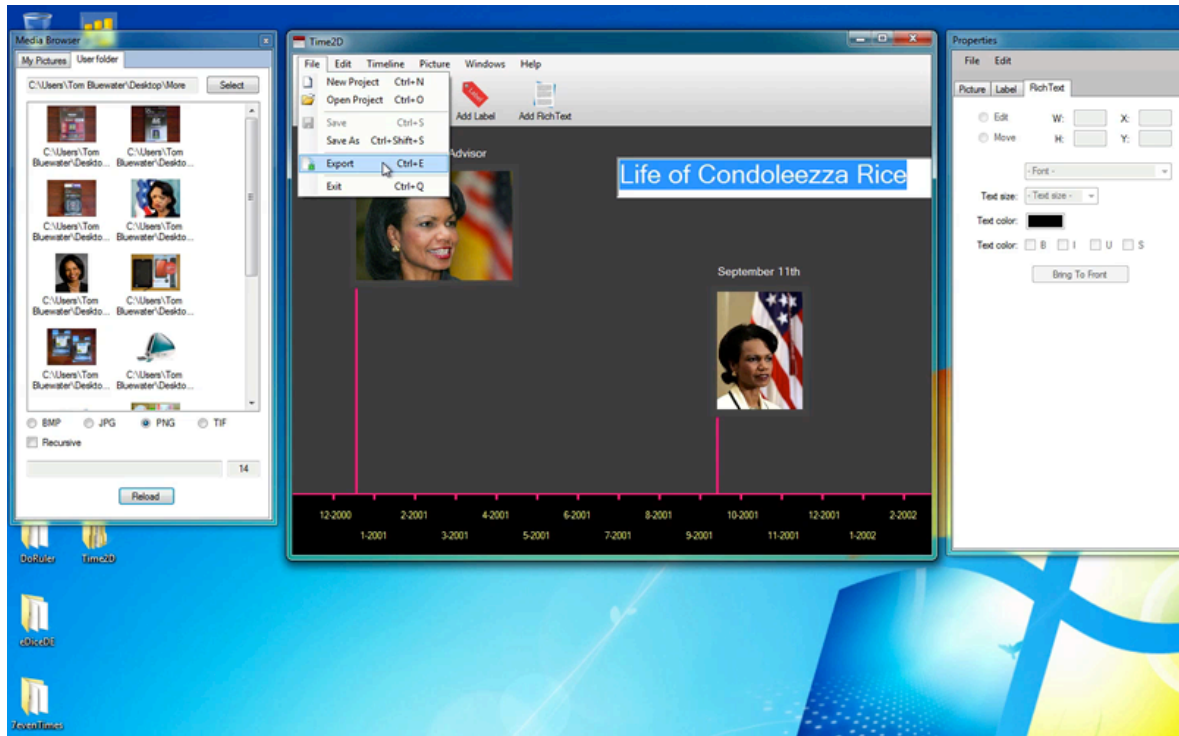 Media Browser
My Pictures
User folder
C:\Users\Tom Bluewater\Desktop\More
Select
C:\Users\Tom
Bluewater\Deskto...
C:\Users\Tom
Bluewater\Deskto...
C:\Users\Tom
Bluewater\Deskto...
C:\Users\Tom
Bluewater\Deskto...
C:\Users\Tom
Bluewater\Deskto...
C:\Users\Tom
Bluewater\Deskto...
C:\Users\Tom
Bluewater\Deskto...
C:\Users\Tom
Bluewater\Deskto...
BMP JPG PNG TIF
Recursive
14
Reload
Time2D
File Edit Timeline Picture Windows Help
New Project Ctrl+N
Open Project Ctrl+O
Save Ctrl+S
Save As Ctrl+Shift+S
Export Ctrl+E
Exit Ctrl+Q
Label
Add Label
Add RichText
Advisor
Life of Condoleezza Rice
September 11th
12-2000 2-2001 4-2001 6-2001 8-2001 10-2001 12-2001 2-2002
1-2001 3-2001 5-2001 7-2001 9-2001 11-2001 1-2002
Properties
File Edit
Picture Label RichText
Edit W: X:
Move H: Y:
- Font -
Text size: - Text size -
Text color:
Text color: B I U S
Bring To Front
DoRuler
Time2D
eDiceDE
7evenTimes